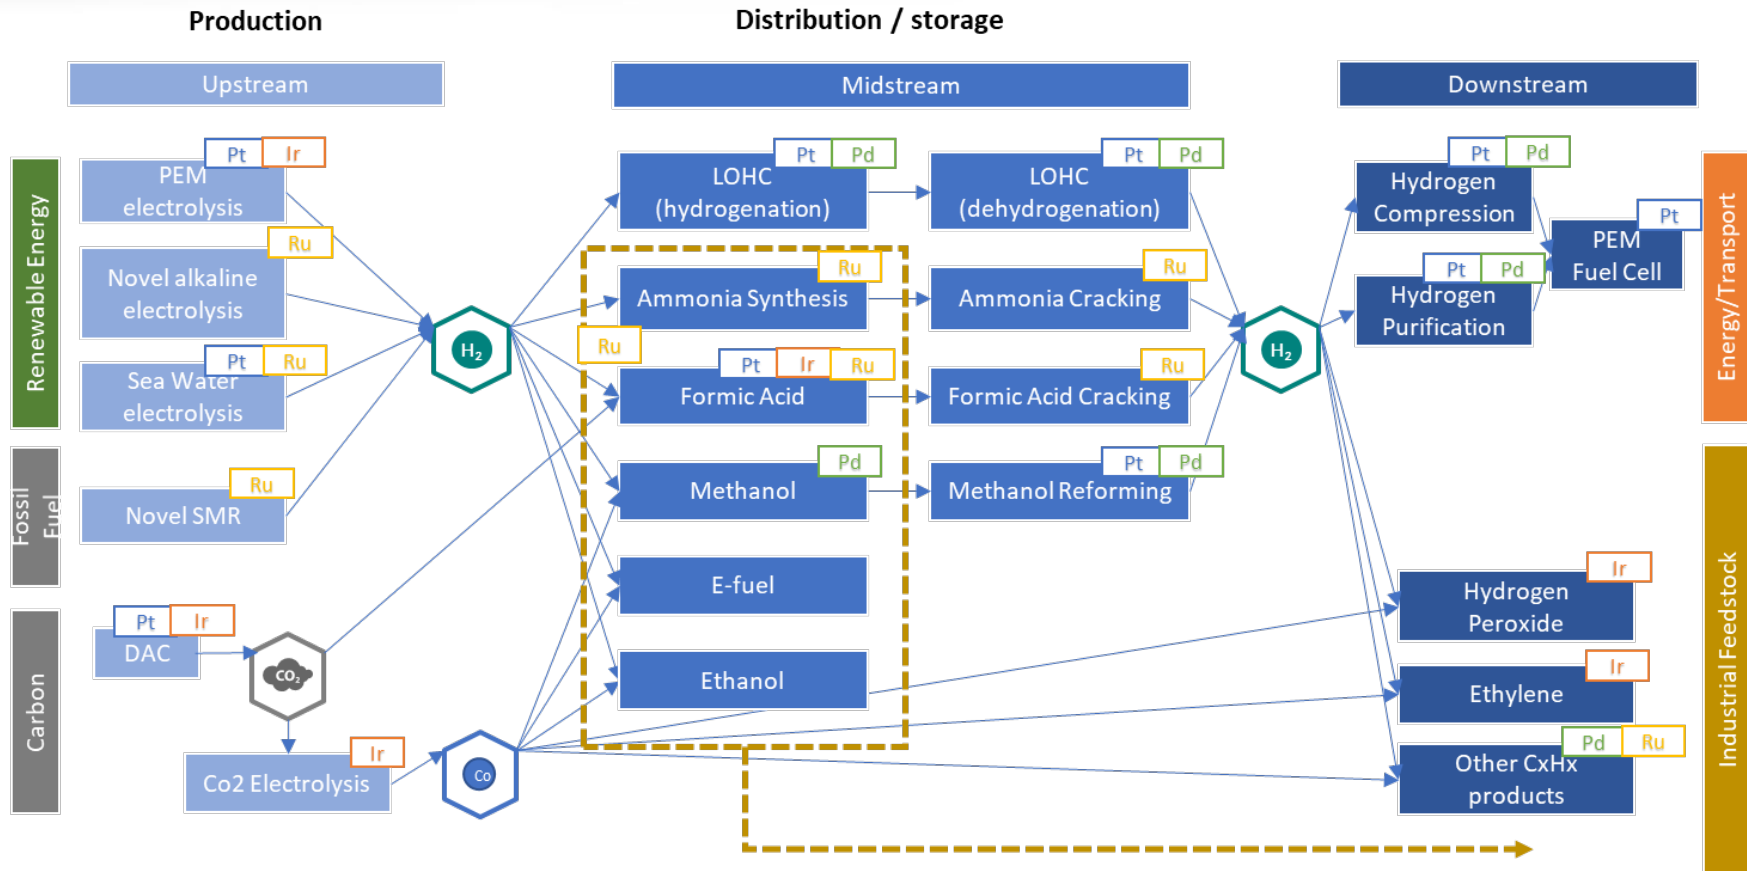 Production
Distribution / storage
Upstream
Midstream
Downstream
Renewable Energy
Pt Ir
PEM
electrolysis
Ru
Novel alkaline
electrolysis
Pt Ru
Sea Water
electrolysis
Fossil
Fuel
Ru
Novel SMR
Carbon
Pt Ir
DAC
CO₂
Ir
Co2 Electrolysis
H₂
Co
Pt Pd
LOHC
(hydrogenation)
Pt Pd
LOHC
(dehydrogenation)
Ru
Ammonia Synthesis
Ru
Ammonia Cracking
Ru
Pt Ir Ru
Formic Acid
Ru
Formic Acid Cracking
Pd
Methanol
Pt Pd
Methanol Reforming
E-fuel
Ethanol
H₂
Pt Pd
Hydrogen
Compression
Pt
PEM
Fuel Cell
Pt Pd
Hydrogen
Purification
Energy/Transport
Ir
Hydrogen
Peroxide
Ir
Ethylene
Pd Ru
Other CxHx
products
Industrial Feedstock